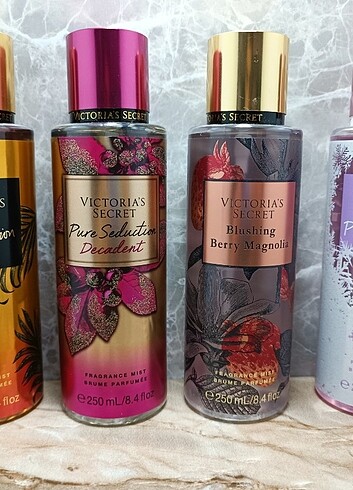 VICTORIA'S SECRET
VICTORIA'S
SECRET
Pure Seduction
Decadent
FRAGRANCE MIST
BRUME PARFUMÉE
e 250 mL/8.4 fl oz
VICTORIA'S SECRET
VICTORIA'S
SECRET
Blushing
Berry Magnolia
FRAGRANCE MIST
BRUME PARFUMÉE
e 250 mL/8.4 fl oz